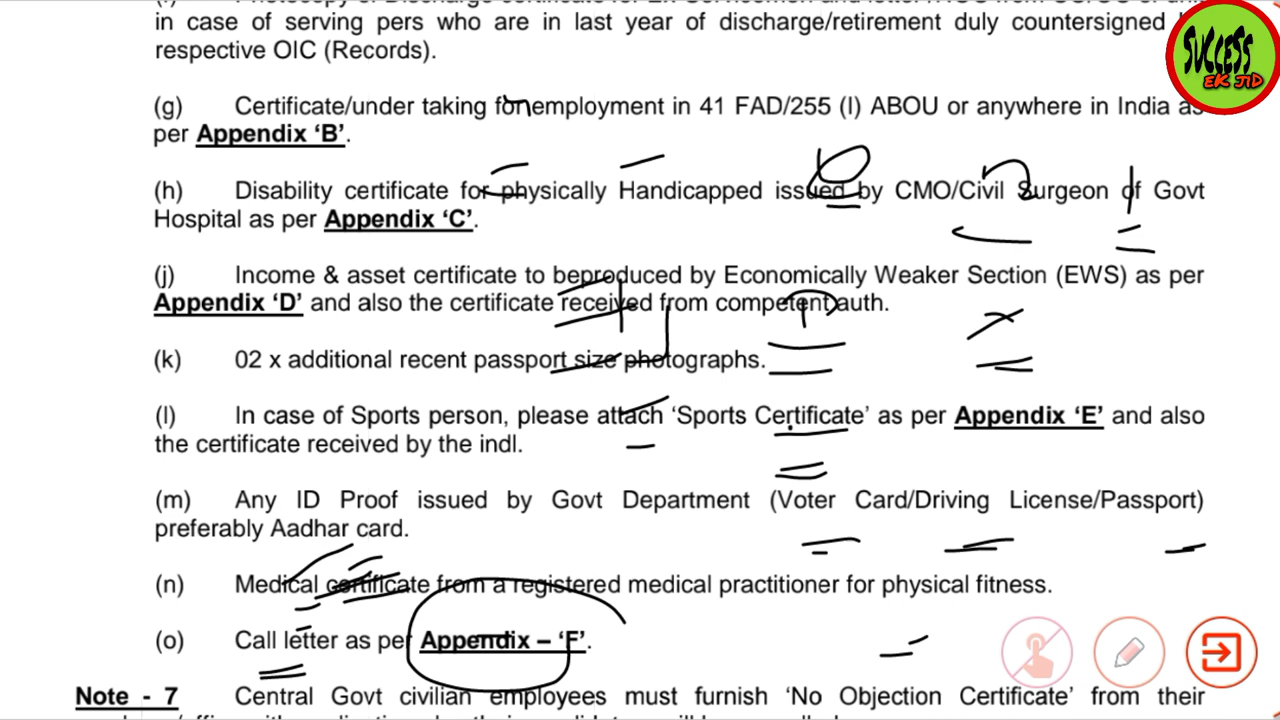 in case of serving pers who are in last year of discharge/retirement duly countersigned
respective OIC (Records).
(g) Certificate/under taking for employment in 41 FAD/255 (I) ABOU or anywhere in India as
per Appendix ‘B’.
(h) Disability certificate for physically Handicapped issued by CMO/Civil Surgeon of Govt
Hospital as per Appendix ‘C’.
(j) Income & asset certificate to beproduced by Economically Weaker Section (EWS) as per
Appendix ‘D’ and also the certificate received from competent auth.
(k) 02 x additional recent passport size photographs.
(l) In case of Sports person, please attach ‘Sports Certificate’ as per Appendix ‘E’ and also
the certificate received by the indl.
(m) Any ID Proof issued by Govt Department (Voter Card/Driving License/Passport)
preferably Aadhar card.
(n) Medical certificate from a registered medical practitioner for physical fitness.
(o) Call letter as per Appendix – ‘F’.
Note - 7 Central Govt civilian employees must furnish ‘No Objection Certificate’ from their
SUCCESS
EK JID